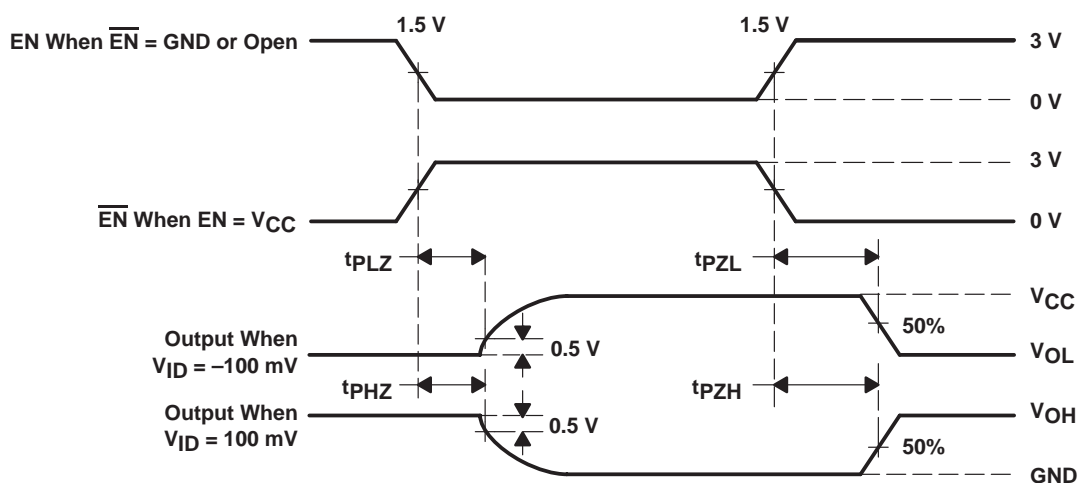 1.5 V 1.5 V
EN When EN = GND or Open 3 V
0 V
3 V
EN When EN = VCC 0 V
tPLZ tPZL
VCC
50%
Output When
VID = –100 mV
0.5 V
VOL
tPHZ tPZH
Output When
VID = 100 mV
0.5 V
VOH
50%
GND